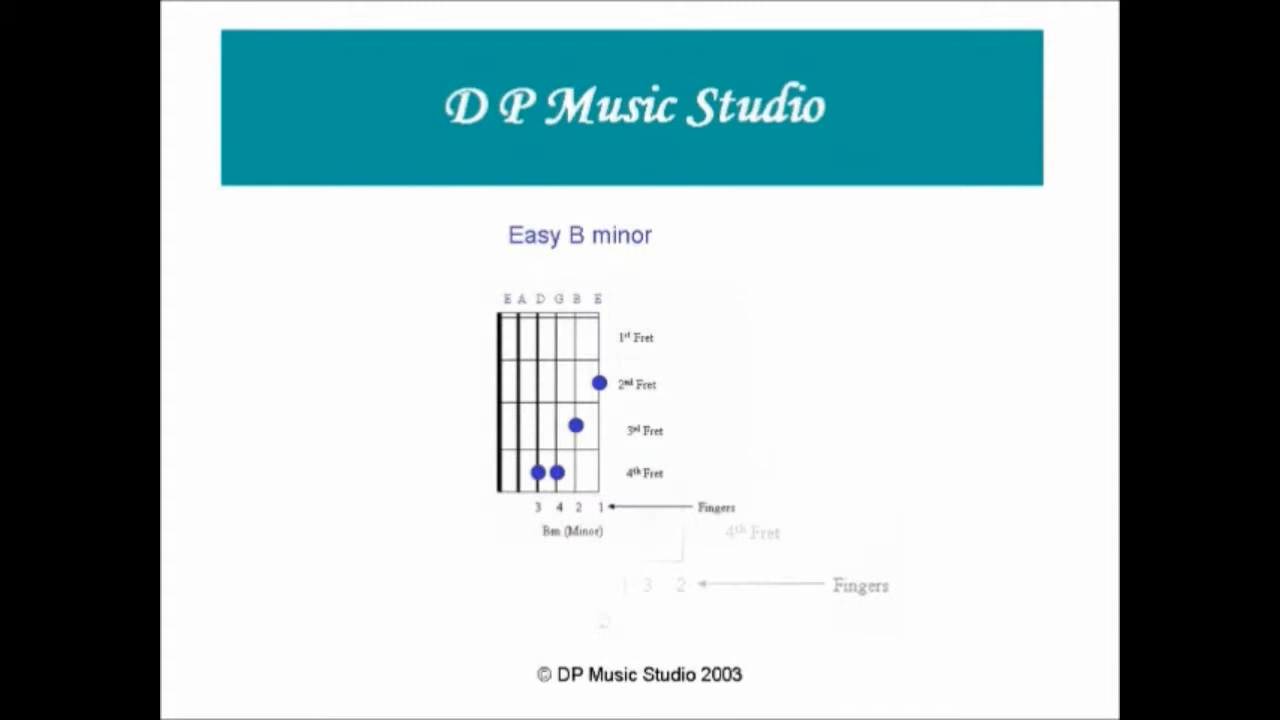 D P Music Studio
Easy B minor
E A D G B E
1st Fret
2nd Fret
3rd Fret
4th Fret
3 4 2 1 Fingers
Bm (Minor)
4th Fret
3 2 Fingers
D
© DP Music Studio 2003